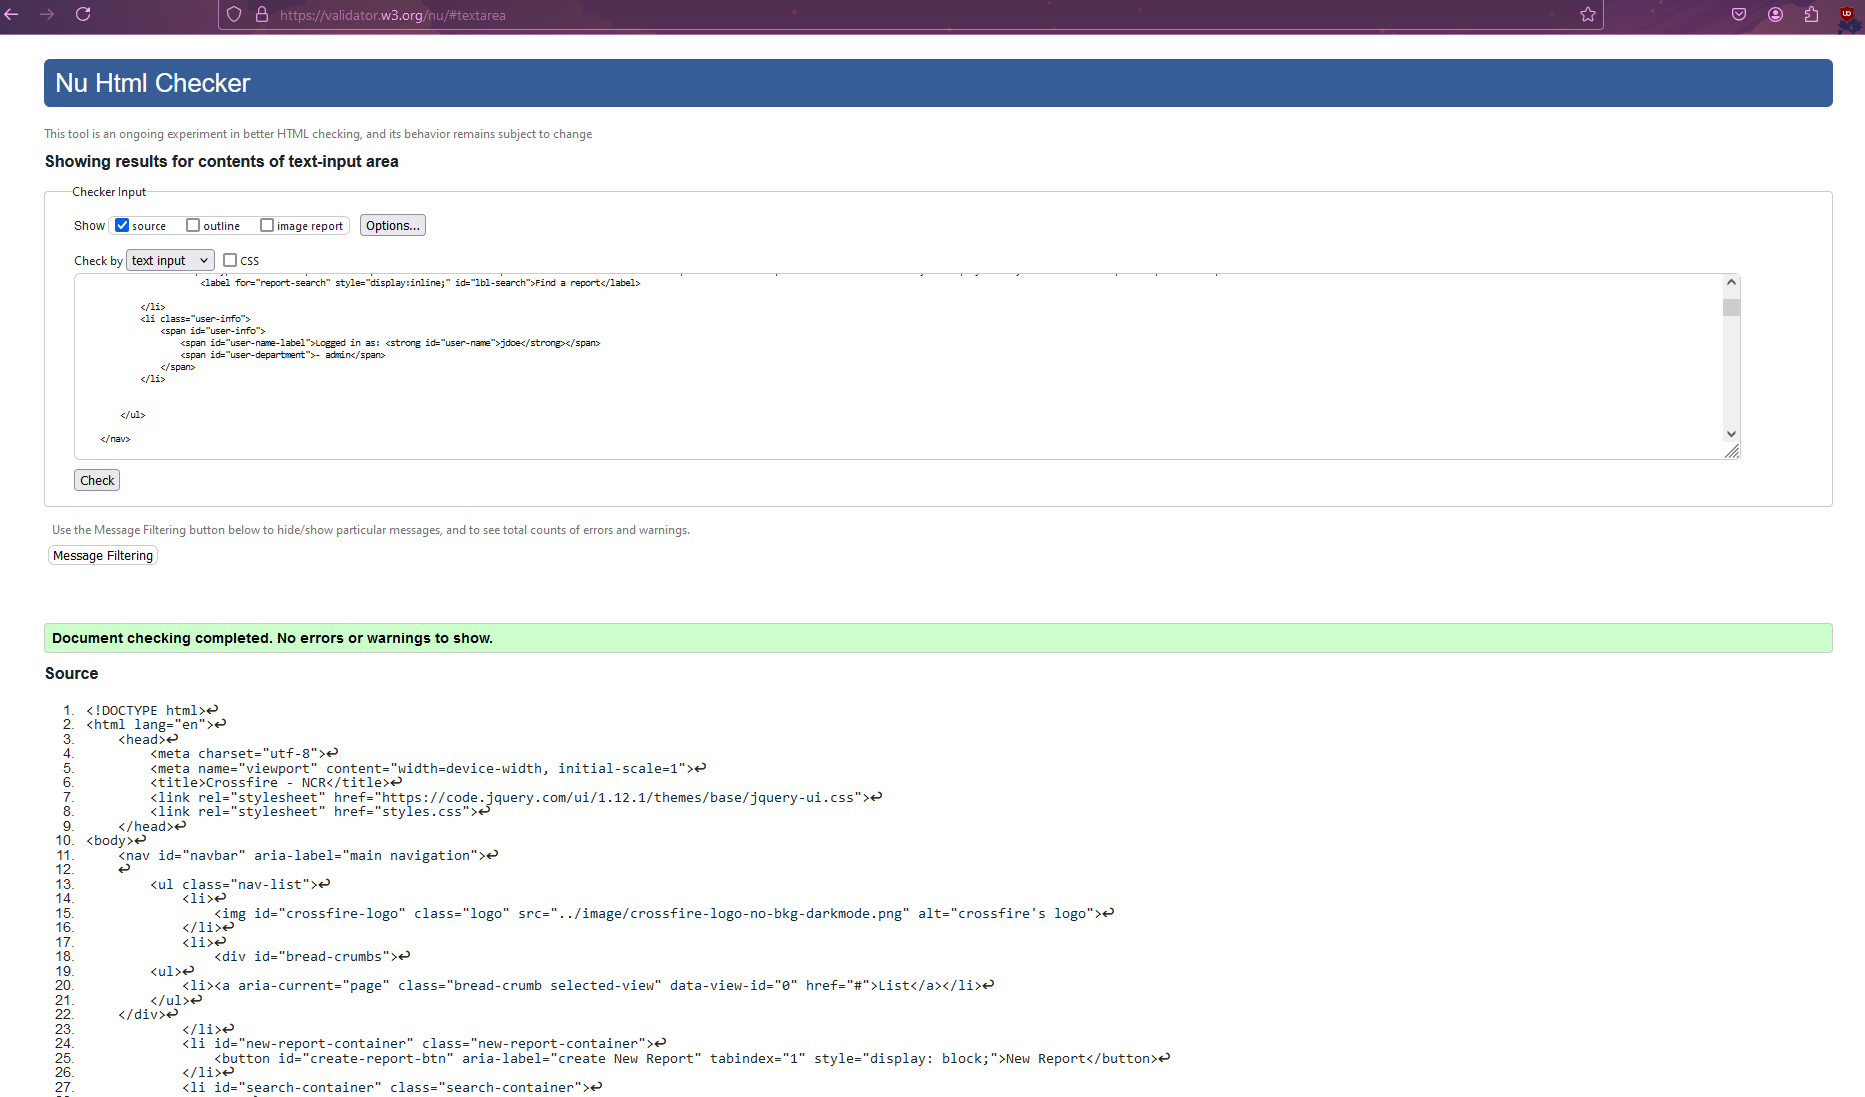 https://validator.w3.org/nu/#textarea
Nu Html Checker
This tool is an ongoing experiment in better HTML checking, and its behavior remains subject to change
Showing results for contents of text-input area
Checker Input
Show source outline image report Options...
Check by text input CSS
<label for="report-search" style="display:inline;" id="lbl-search">Find a report</label>
</li>
<li class="user-info">
<span id="user-info">
<span id="user-name-label">Logged in as: <strong id="user-name">jdoe</strong></span>
<span id="user-department">- admin</span>
</span>
</li>
</ul>
</nav>
Check
Use the Message Filtering button below to hide/show particular messages, and to see total counts of errors and warnings.
Message Filtering
Document checking completed. No errors or warnings to show.
Source
1. <!DOCTYPE html>↩
2. <html lang="en">↩
3. <head>↩
4. <meta charset="utf-8">↩
5. <meta name="viewport" content="width=device-width, initial-scale=1">↩
6. <title>Crossfire - NCR</title>↩
7. <link rel="stylesheet" href="https://code.jquery.com/ui/1.12.1/themes/base/jquery-ui.css">↩
8. <link rel="stylesheet" href="styles.css">↩
9. </head>↩
10. <body>↩
11. <nav id="navbar" aria-label="main navigation">↩
12. ↩
13. <ul class="nav-list">↩
14. <li>↩
15. <img id="crossfire-logo" class="logo" src="../image/crossfire-logo-no-bkg-darkmode.png" alt="crossfire's logo">↩
16. </li>↩
17. <li>↩
18. <div id="bread-crumbs">↩
19. <ul>↩
20. <li><a aria-current="page" class="bread-crumb selected-view" data-view-id="0" href="#">List</a></li>↩
21. </ul>↩
22. </div>↩
23. </li>↩
24. <li id="new-report-container" class="new-report-container">↩
25. <button id="create-report-btn" aria-label="create New Report" tabindex="1" style="display: block;">New Report</button>↩
26. </li>↩
27. <li id="search-container" class="search-container">↩